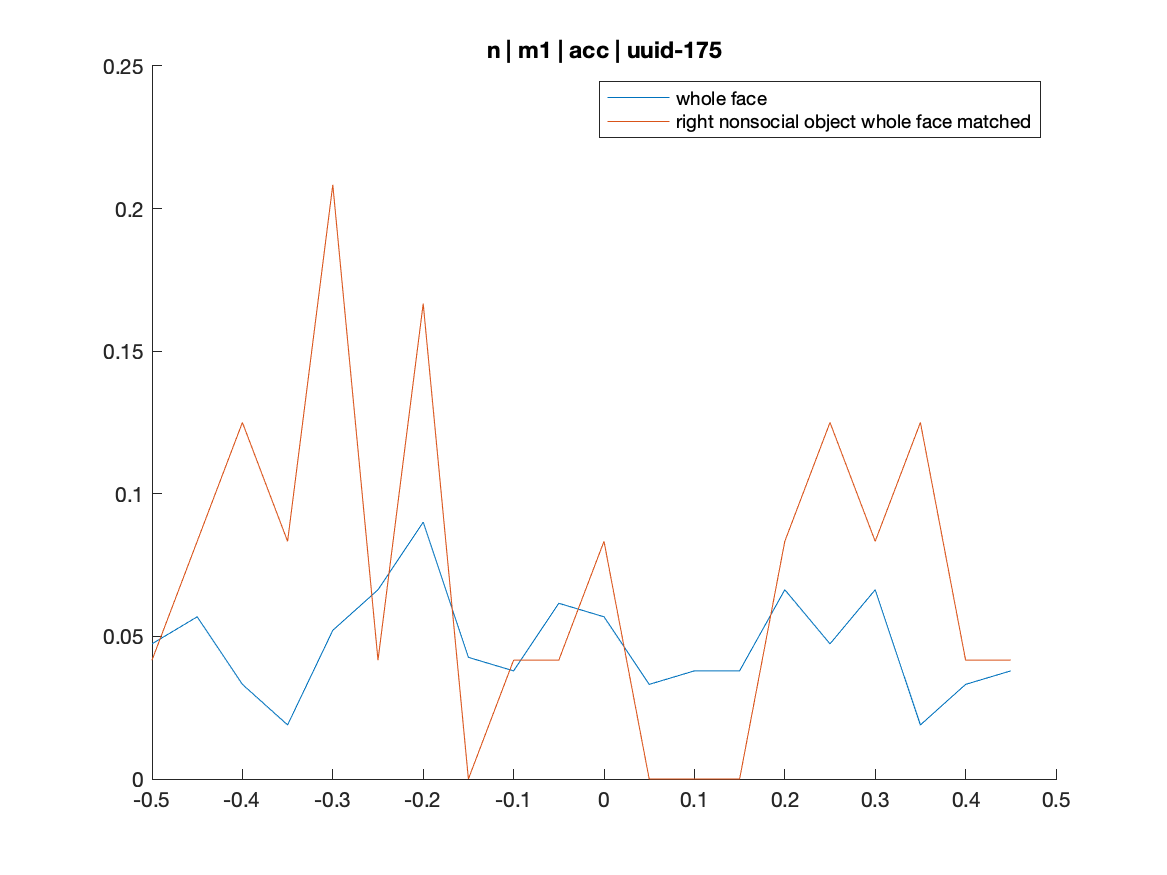 n | m1 | acc | uuid-175
0.25
whole face
right nonsocial object whole face matched
0.2
0.15
0.1
0.05
0
-0.5 -0.4 -0.3 -0.2 -0.1 0 0.1 0.2 0.3 0.4 0.5